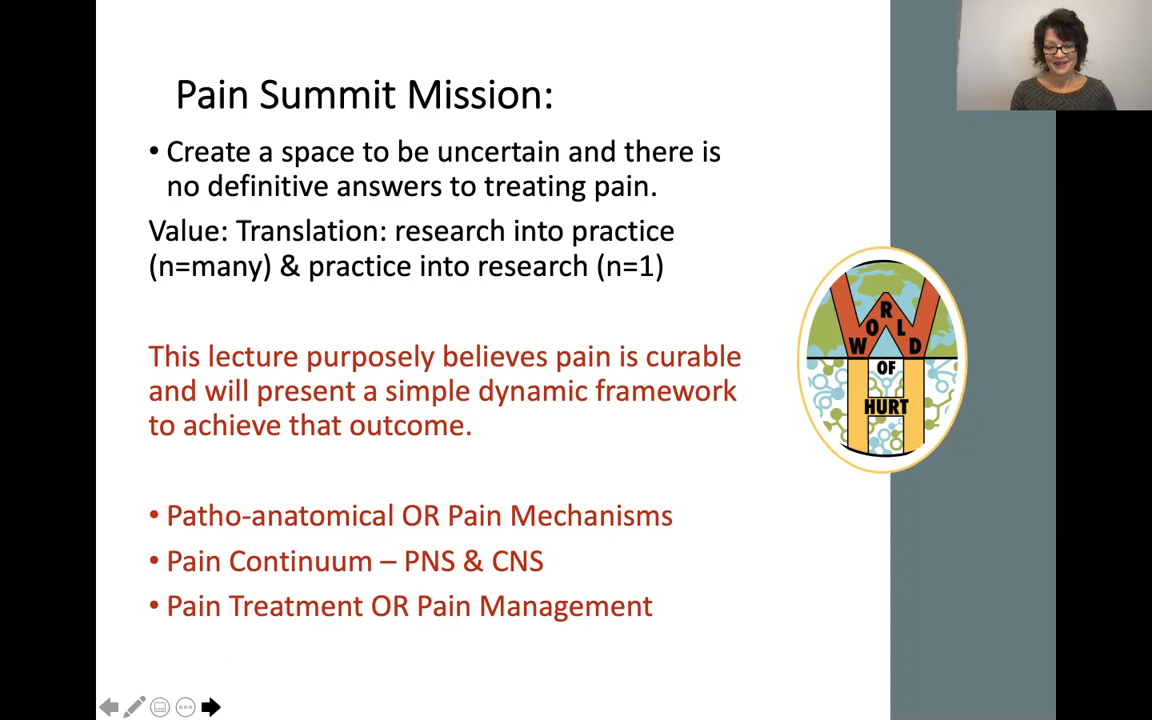 Pain Summit Mission:
• Create a space to be uncertain and there is
no definitive answers to treating pain.
Value: Translation: research into practice
(n=many) & practice into research (n=1)
This lecture purposely believes pain is curable
and will present a simple dynamic framework
to achieve that outcome.
• Patho-anatomical OR Pain Mechanisms
• Pain Continuum – PNS & CNS
• Pain Treatment OR Pain Management
WORLD
OF
HURT